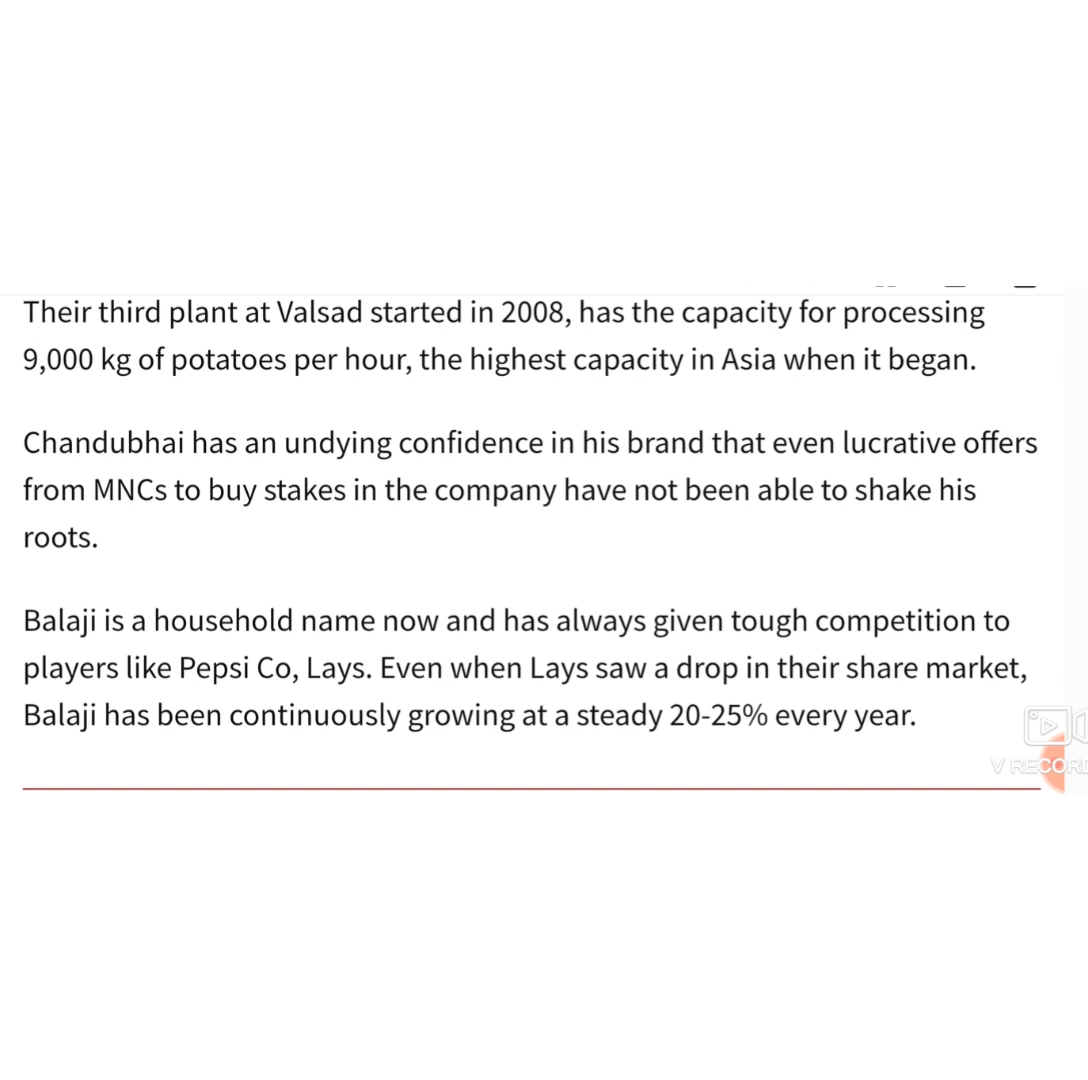 Their third plant at Valsad started in 2008, has the capacity for processing
9,000 kg of potatoes per hour, the highest capacity in Asia when it began.
Chandubhai has an undying confidence in his brand that even lucrative offers
from MNCs to buy stakes in the company have not been able to shake his
roots.
Balaji is a household name now and has always given tough competition to
players like Pepsi Co, Lays. Even when Lays saw a drop in their share market,
Balaji has been continuously growing at a steady 20-25% every year.
V RECORD